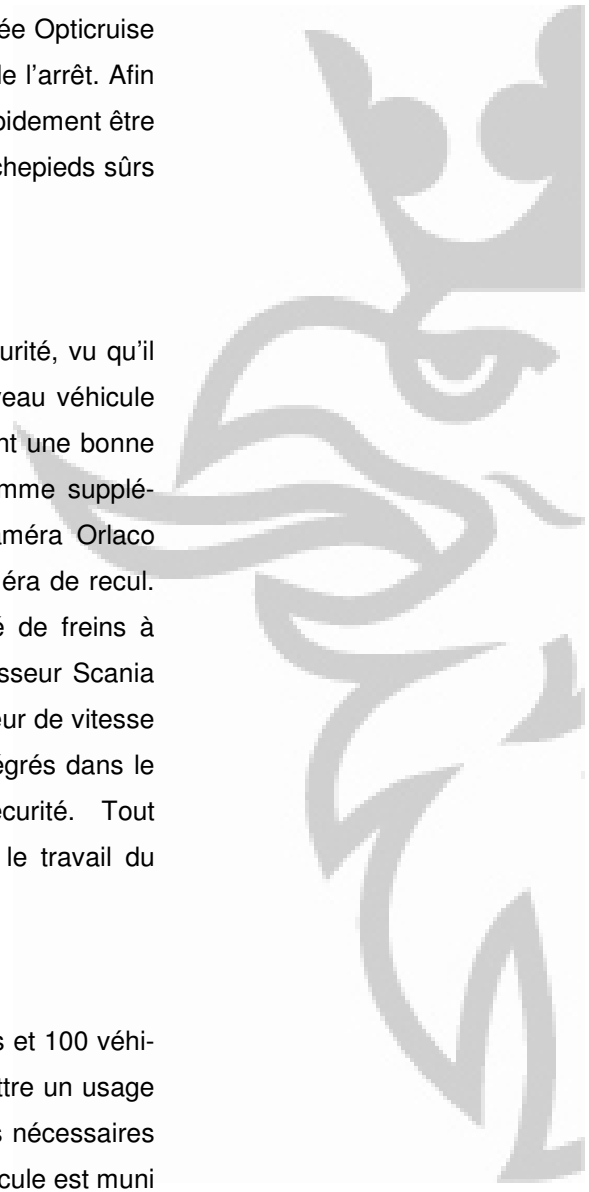 ée Opticruise
le l’arrêt. Afin
pidement être
chepieds sûrs
urité, vu qu’il
veau véhicule
nt une bonne
mme supplé-
améra Orlaco
éra de recul.
é de freins à
sseur Scania
eur de vitesse
égrés dans le
écurité. Tout
le travail du
s et 100 véhi-
ttre un usage
s nécessaires
cule est muni